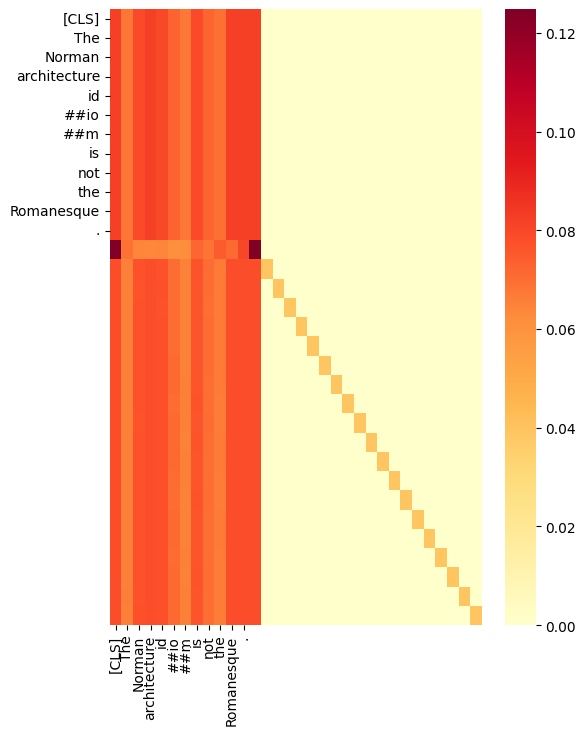 [CLS]
The
Norman
architecture
id
##io
##m
is
not
the
Romanesque
.
0.12
0.10
0.08
0.06
0.04
0.02
0.00
[CLS]
The
Norman
architecture
id
##io
##m
is
not
the
Romanesque
.